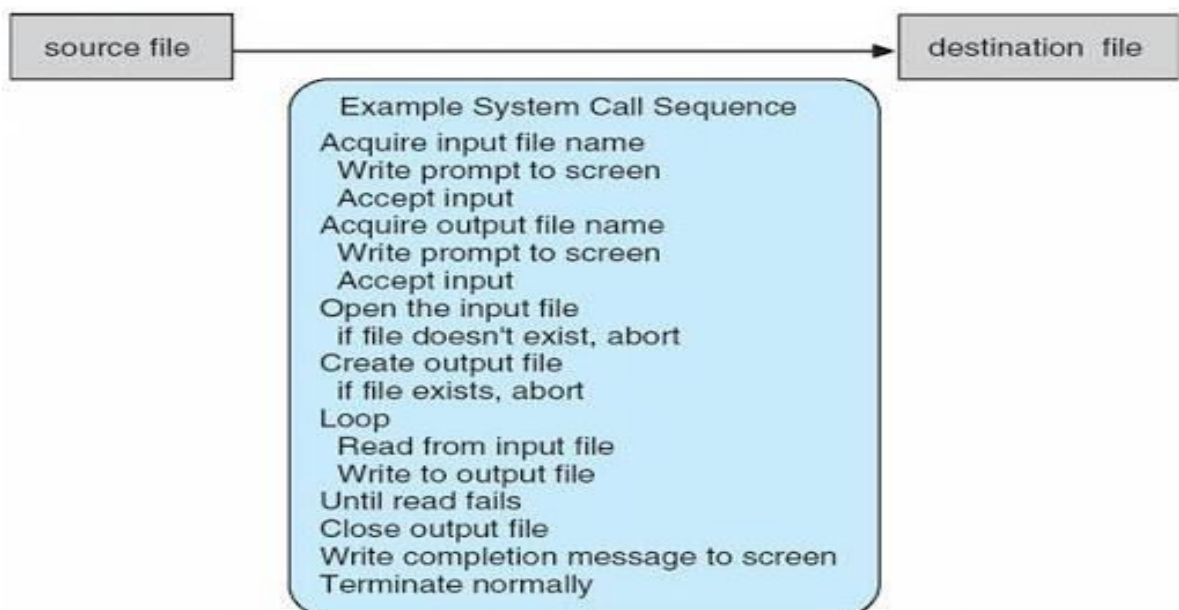 source file
destination file
Example System Call Sequence
Acquire input file name
Write prompt to screen
Accept input
Acquire output file name
Write prompt to screen
Accept input
Open the input file
if file doesn't exist, abort
Create output file
if file exists, abort
Loop
Read from input file
Write to output file
Until read fails
Close output file
Write completion message to screen
Terminate normally